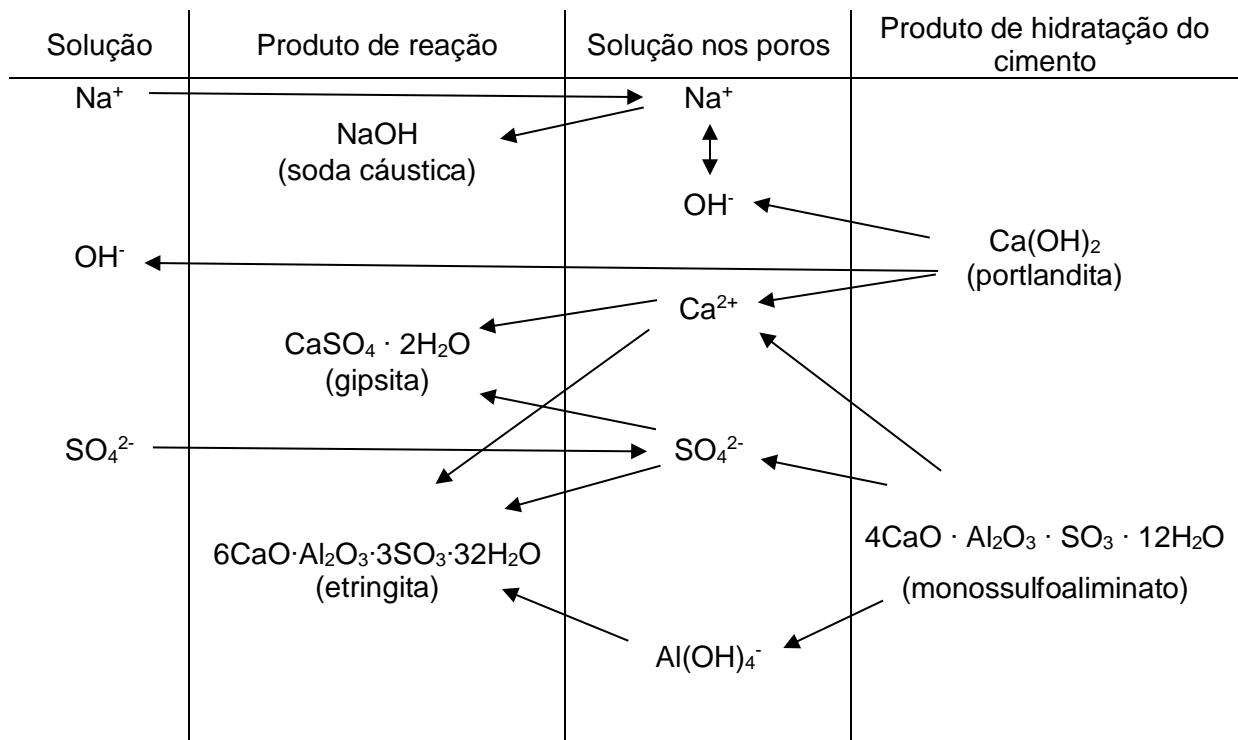 Solução
Produto de reação
Solução nos poros
Produto de hidratação do
cimento
Na⁺
Na⁺
NaOH
(soda cáustica)
OH⁻
Ca(OH)₂
(portlandita)
OH⁻
Ca²⁺
CaSO₄ · 2H₂O
(gipsita)
SO₄²⁻
SO₄²⁻
6CaO·Al₂O₃·3SO₃·32H₂O
(etringita)
4CaO · Al₂O₃ · SO₃ · 12H₂O
(monossulfoaliminato)
Al(OH)₄⁻